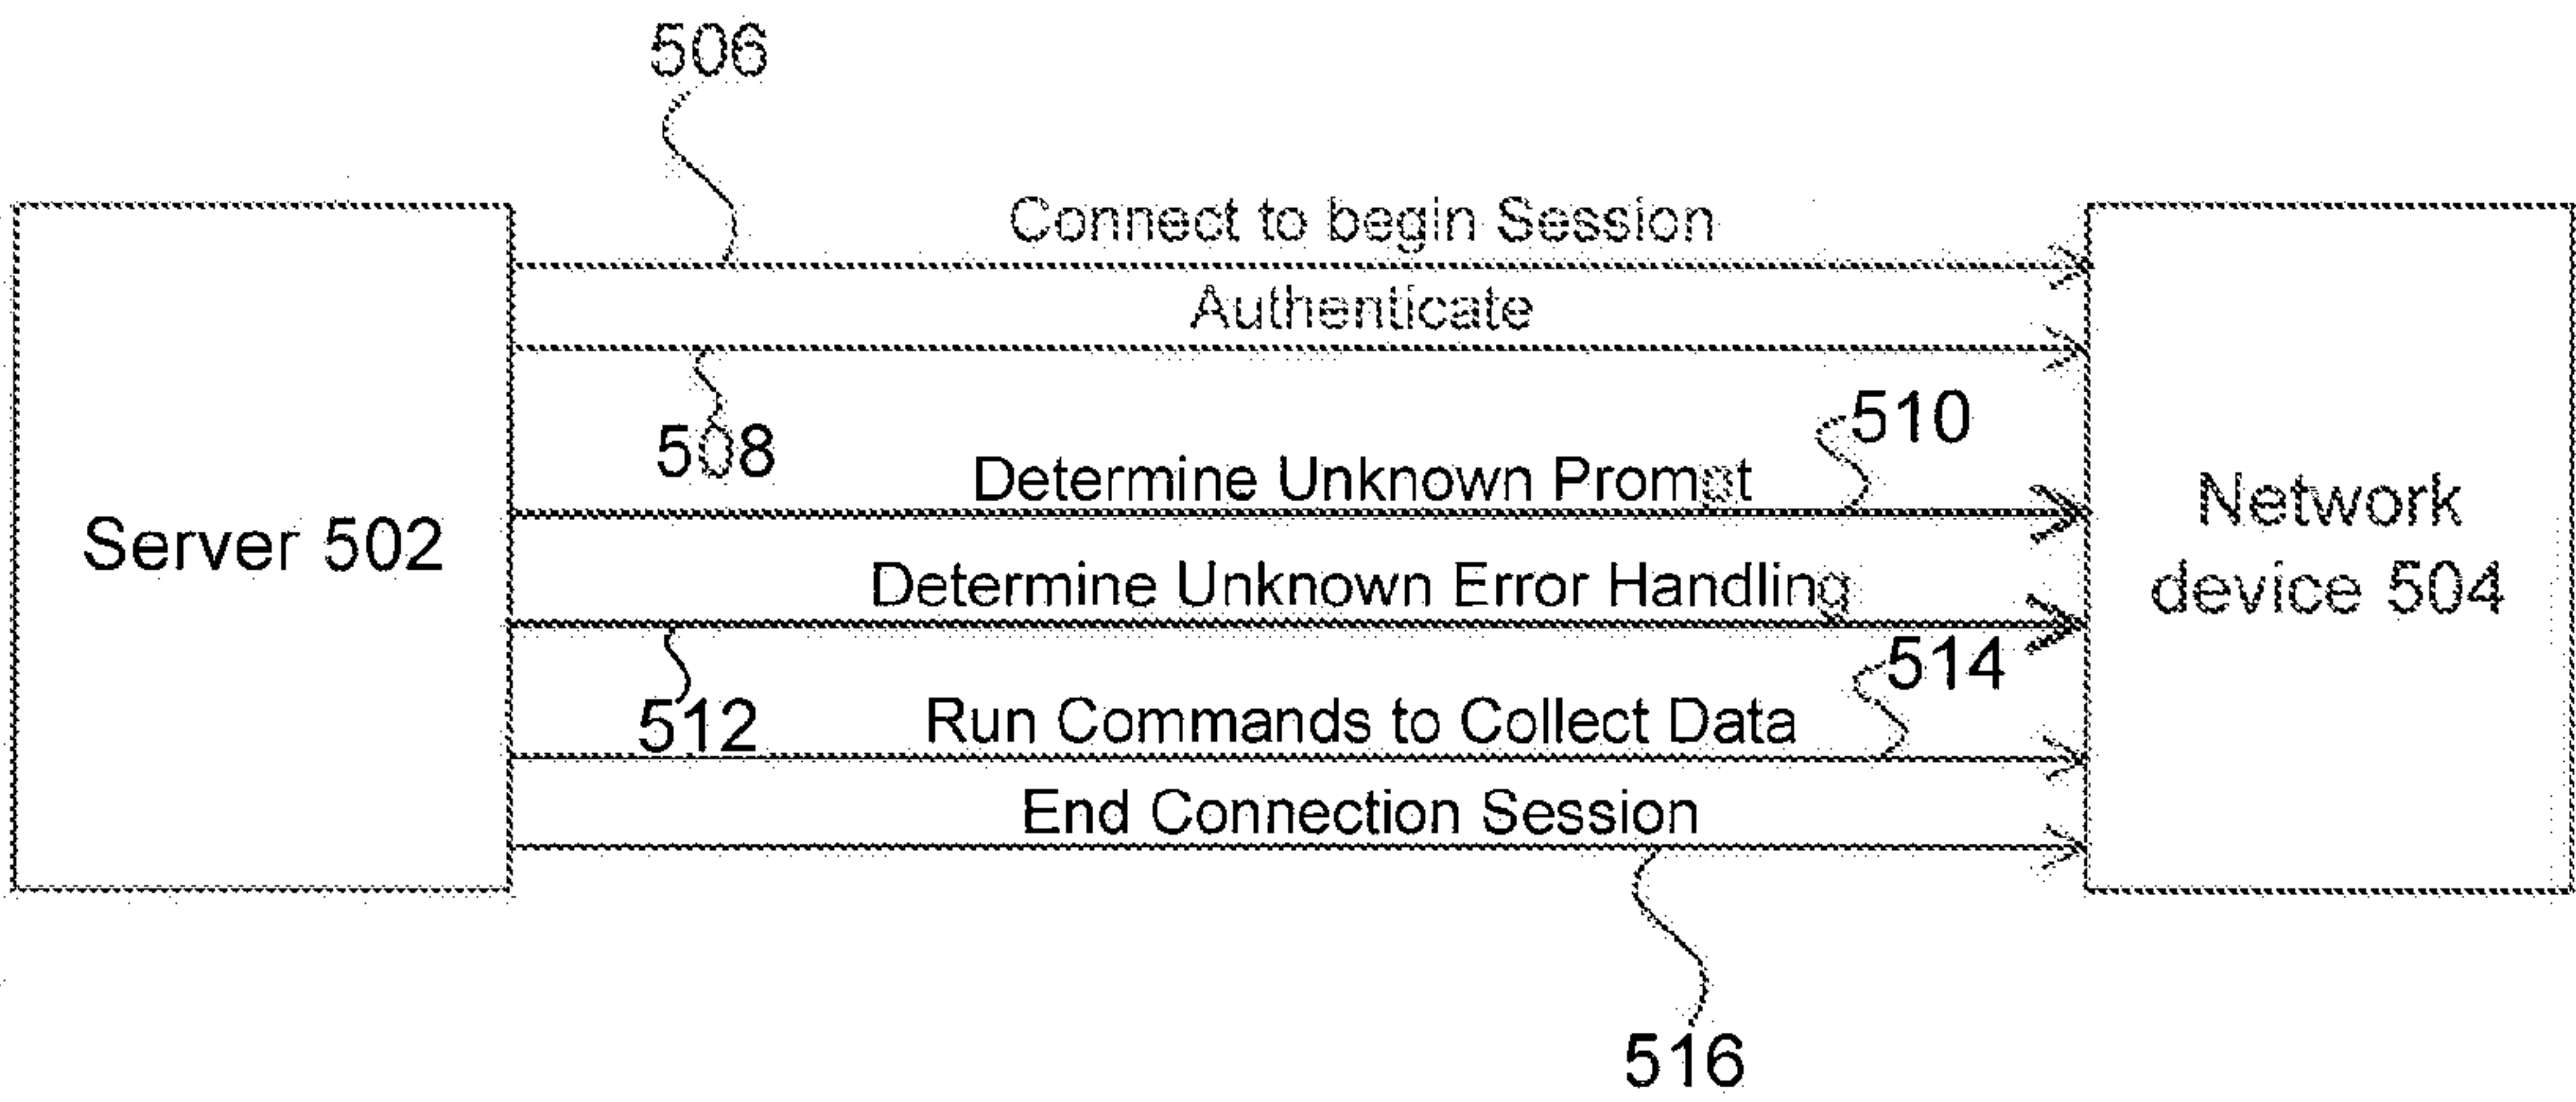 506
Connect to begin Session
Authenticate
508
510
Determine Unknown Prompt
Server 502
Network
device 504
Determine Unknown Error Handling
512
514
Run Commands to Collect Data
End Connection Session
516